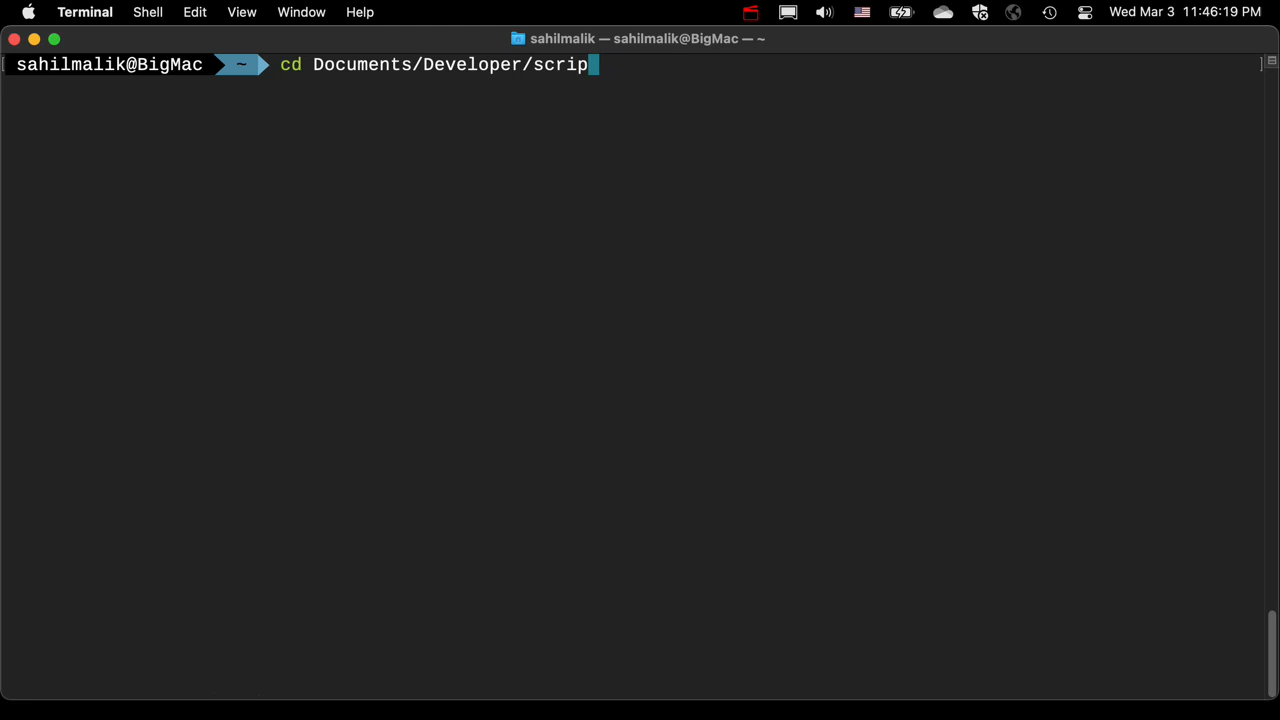 Terminal Shell Edit View Window Help Wed Mar 3 11:46:19 PM
sahilmalik — sahilmalik@BigMac — ~
sahilmalik@BigMac ~ cd Documents/Developer/scrip